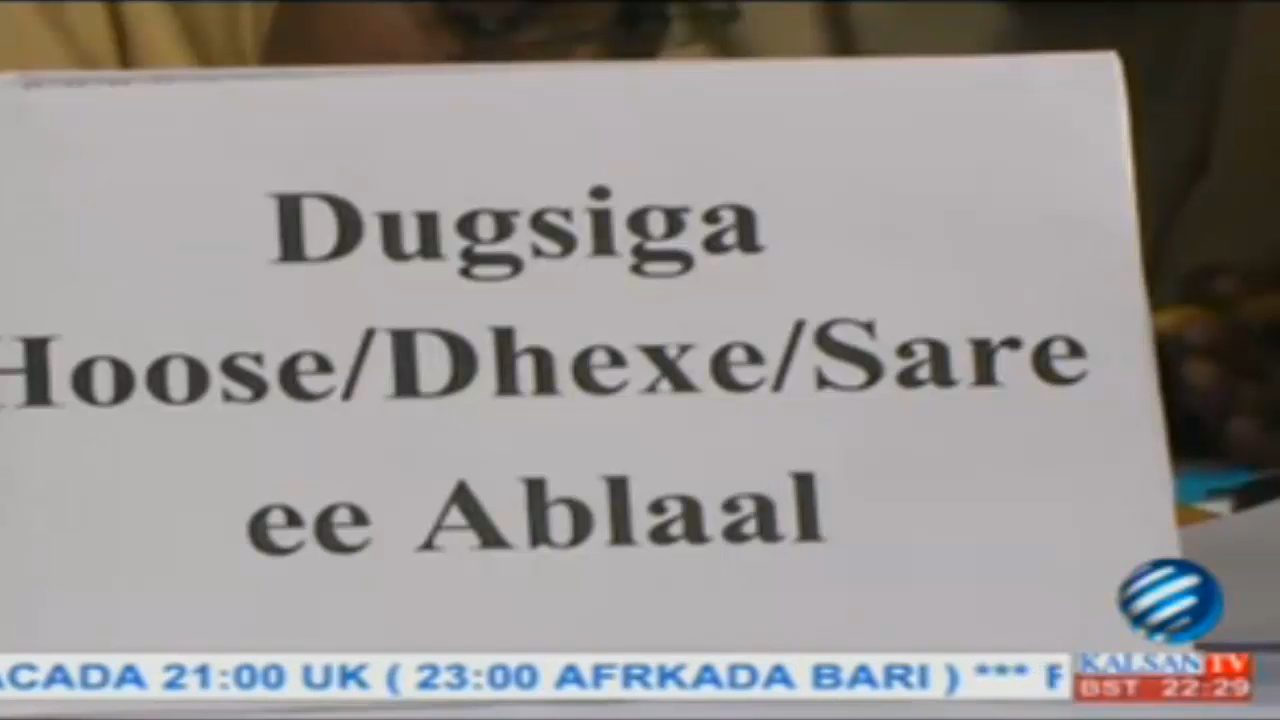 Dugsiga
Hoose/Dhexe/Sare
ee Ablaal
ACADA 21:00 UK ( 23:00 AFRKADA BARI ) ***
KALSAN TV
BST 22:29